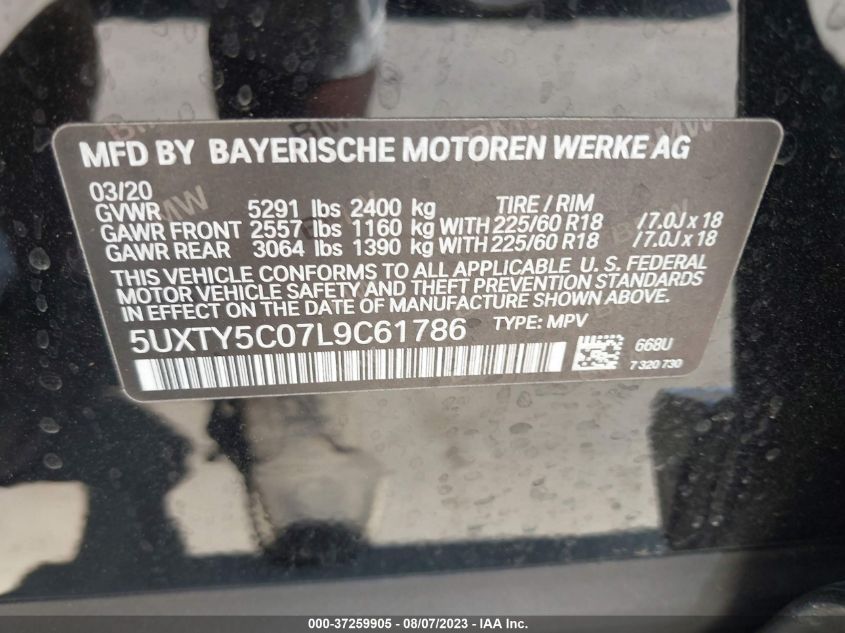 MFD BY BAYERISCHE MOTOREN WERKE AG
03/20 TIRE / RIM
GVWR 5291 lbs 2400 kg
GAWR FRONT 2557 lbs 1160 kg WITH 225/60 R18 /7.0J x 18
GAWR REAR 3064 lbs 1390 kg WITH 225/60 R18 /7.0J x 18
THIS VEHICLE CONFORMS TO ALL APPLICABLE U. S. FEDERAL
MOTOR VEHICLE SAFETY AND THEFT PREVENTION STANDARDS
IN EFFECT ON THE DATE OF MANUFACTURE SHOWN ABOVE.
5UXTY5C07L9C61786 TYPE: MPV
668U
7 320 730
000-37259905 - 08/07/2023 - IAA Inc.